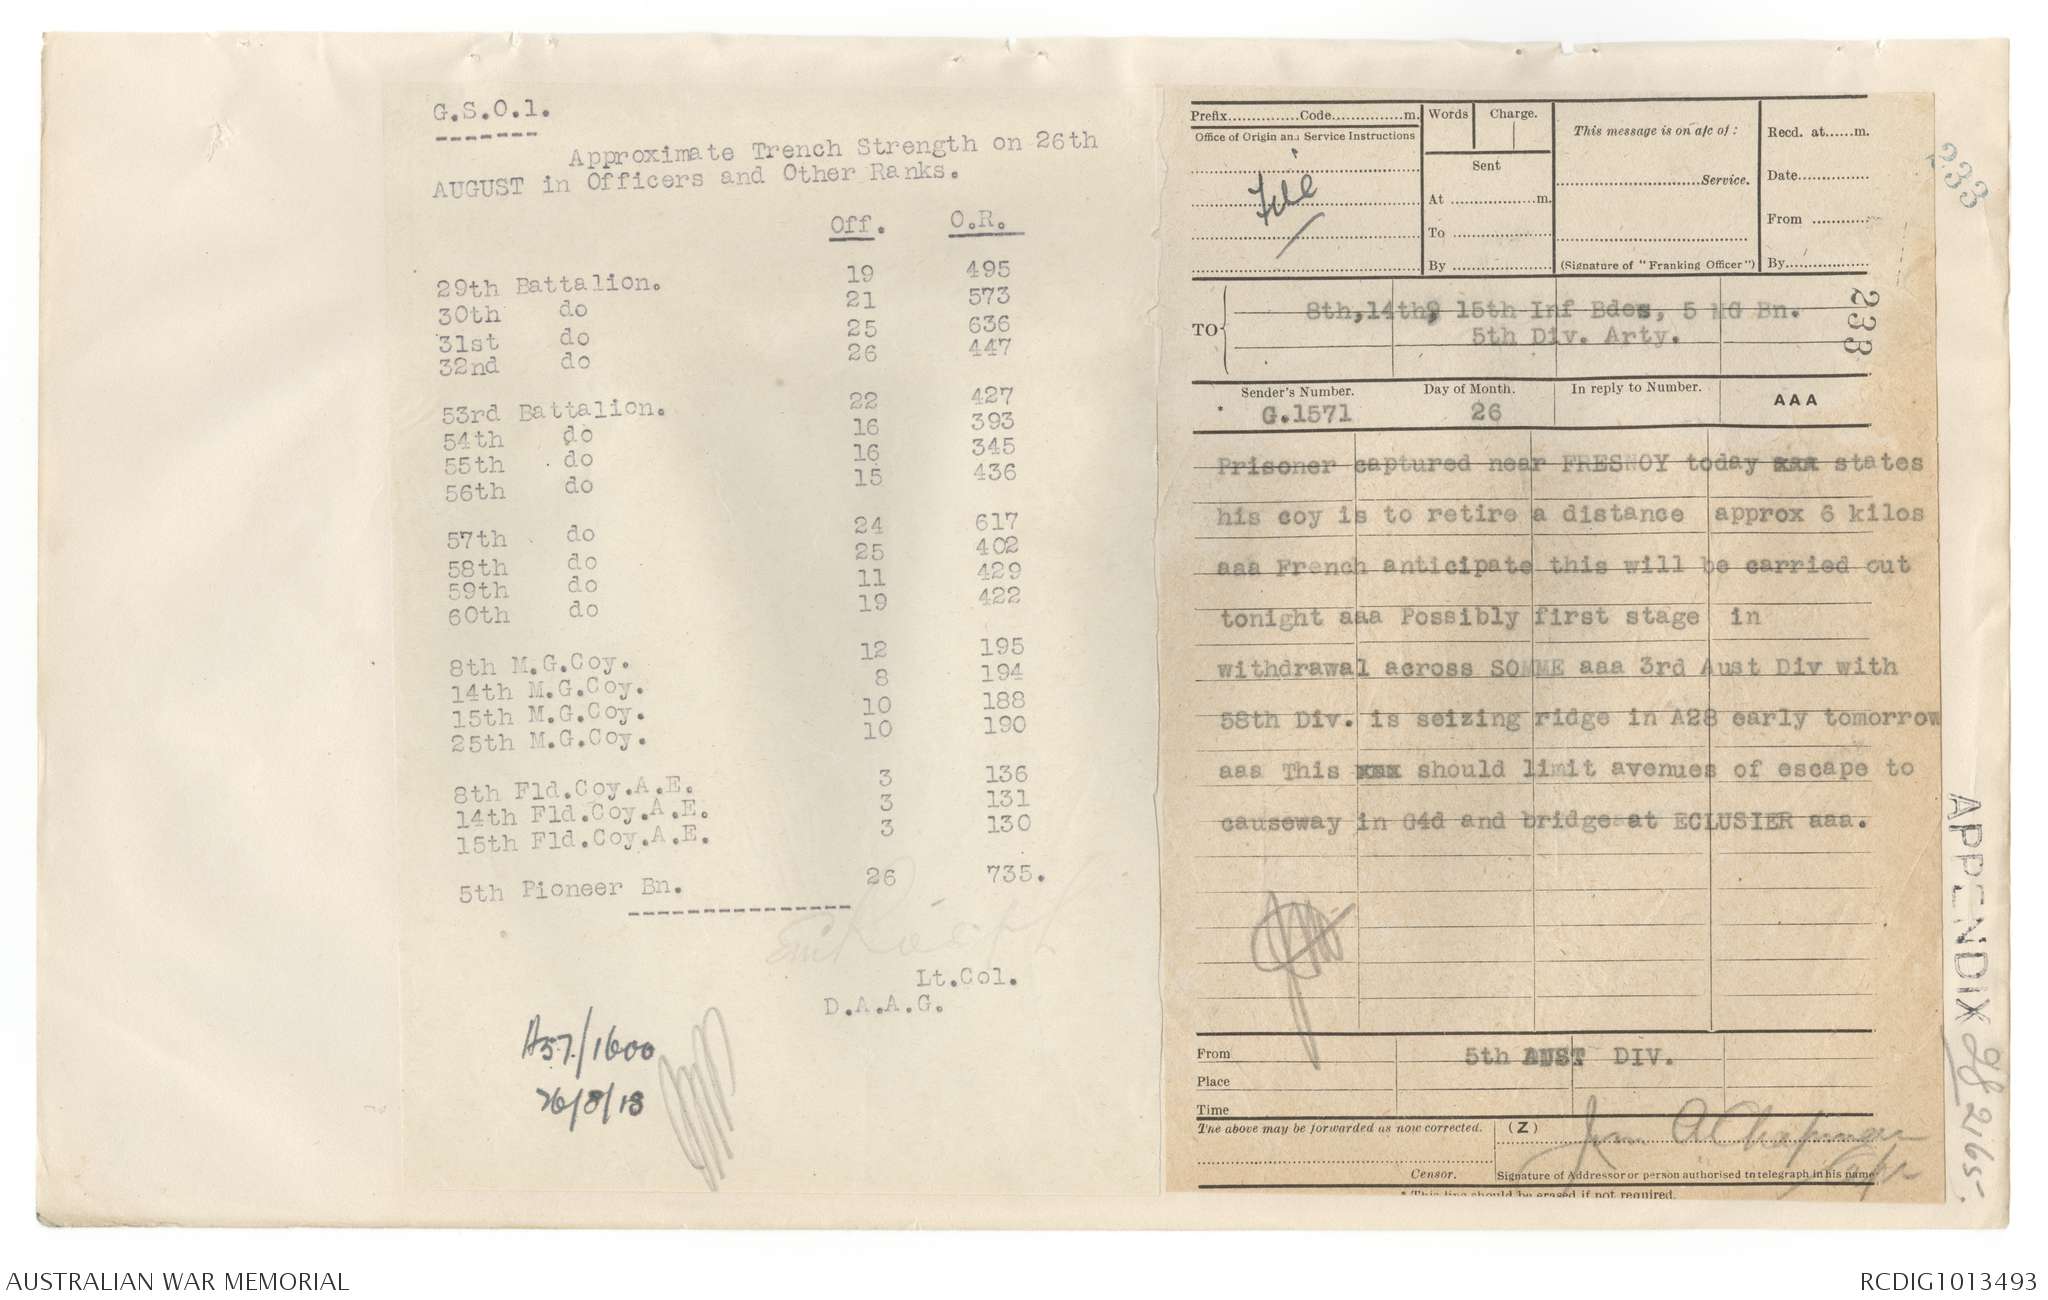 G.S.O.1.
Approximate Trench Strength on 26th
AUGUST in Officers and Other Ranks.
Off. O.R.
29th Battalion. 19 495
30th do 21 573
31st do 25 636
32nd do 26 447
53rd Battalion. 22 427
54th do 16 393
55th do 16 345
56th do 15 436
57th do 24 617
58th do 25 402
59th do 11 429
60th do 19 422
8th M.G.Coy. 12 195
14th M.G.Coy. 8 194
15th M.G.Coy. 10 188
25th M.G.Coy. 10 190
8th Fld.Coy.A.E. 3 136
14th Fld.Coy.A.E. 3 131
15th Fld.Coy.A.E. 3 130
5th Pioneer Bn. 26 735.
Lt.Col.
D.A.A.G.
A57/1600
26/8/18
Prefix..............Code..............m.
Office of Origin and Service Instructions
File
Words Charge.
Sent
At ..............m.
To ..............
By ..............
This message is on a/c of:
..............Service.
(Signature of "Franking Officer")
Recd. at......m.
Date..............
From ..............
By..............
233
TO
8th,14th, 15th Inf Bdes, 5 MG Bn.
5th Div. Arty.
233
Sender's Number. Day of Month. In reply to Number. AAA
G.1571 26
Prisoner captured near FRESNOY today xxx states
his coy is to retire a distance approx 6 kilos
aaa French anticipate this will be carried out
tonight aaa Possibly first stage in
withdrawal across SOMME aaa 3rd Aust Div with
58th Div. is seizing ridge in A28 early tomorrow
aaa This xxx should limit avenues of escape to
causeway in G4d and bridge at ECLUSIER aaa.
From 5th AUST DIV.
Place
Time
The above may be forwarded as now corrected. (Z)
Censor. Signature of Addressor or person authorised to telegraph in his name
* This line should be erased if not required.
APPENDIX 2165.
AUSTRALIAN WAR MEMORIAL
RCDIG1013493